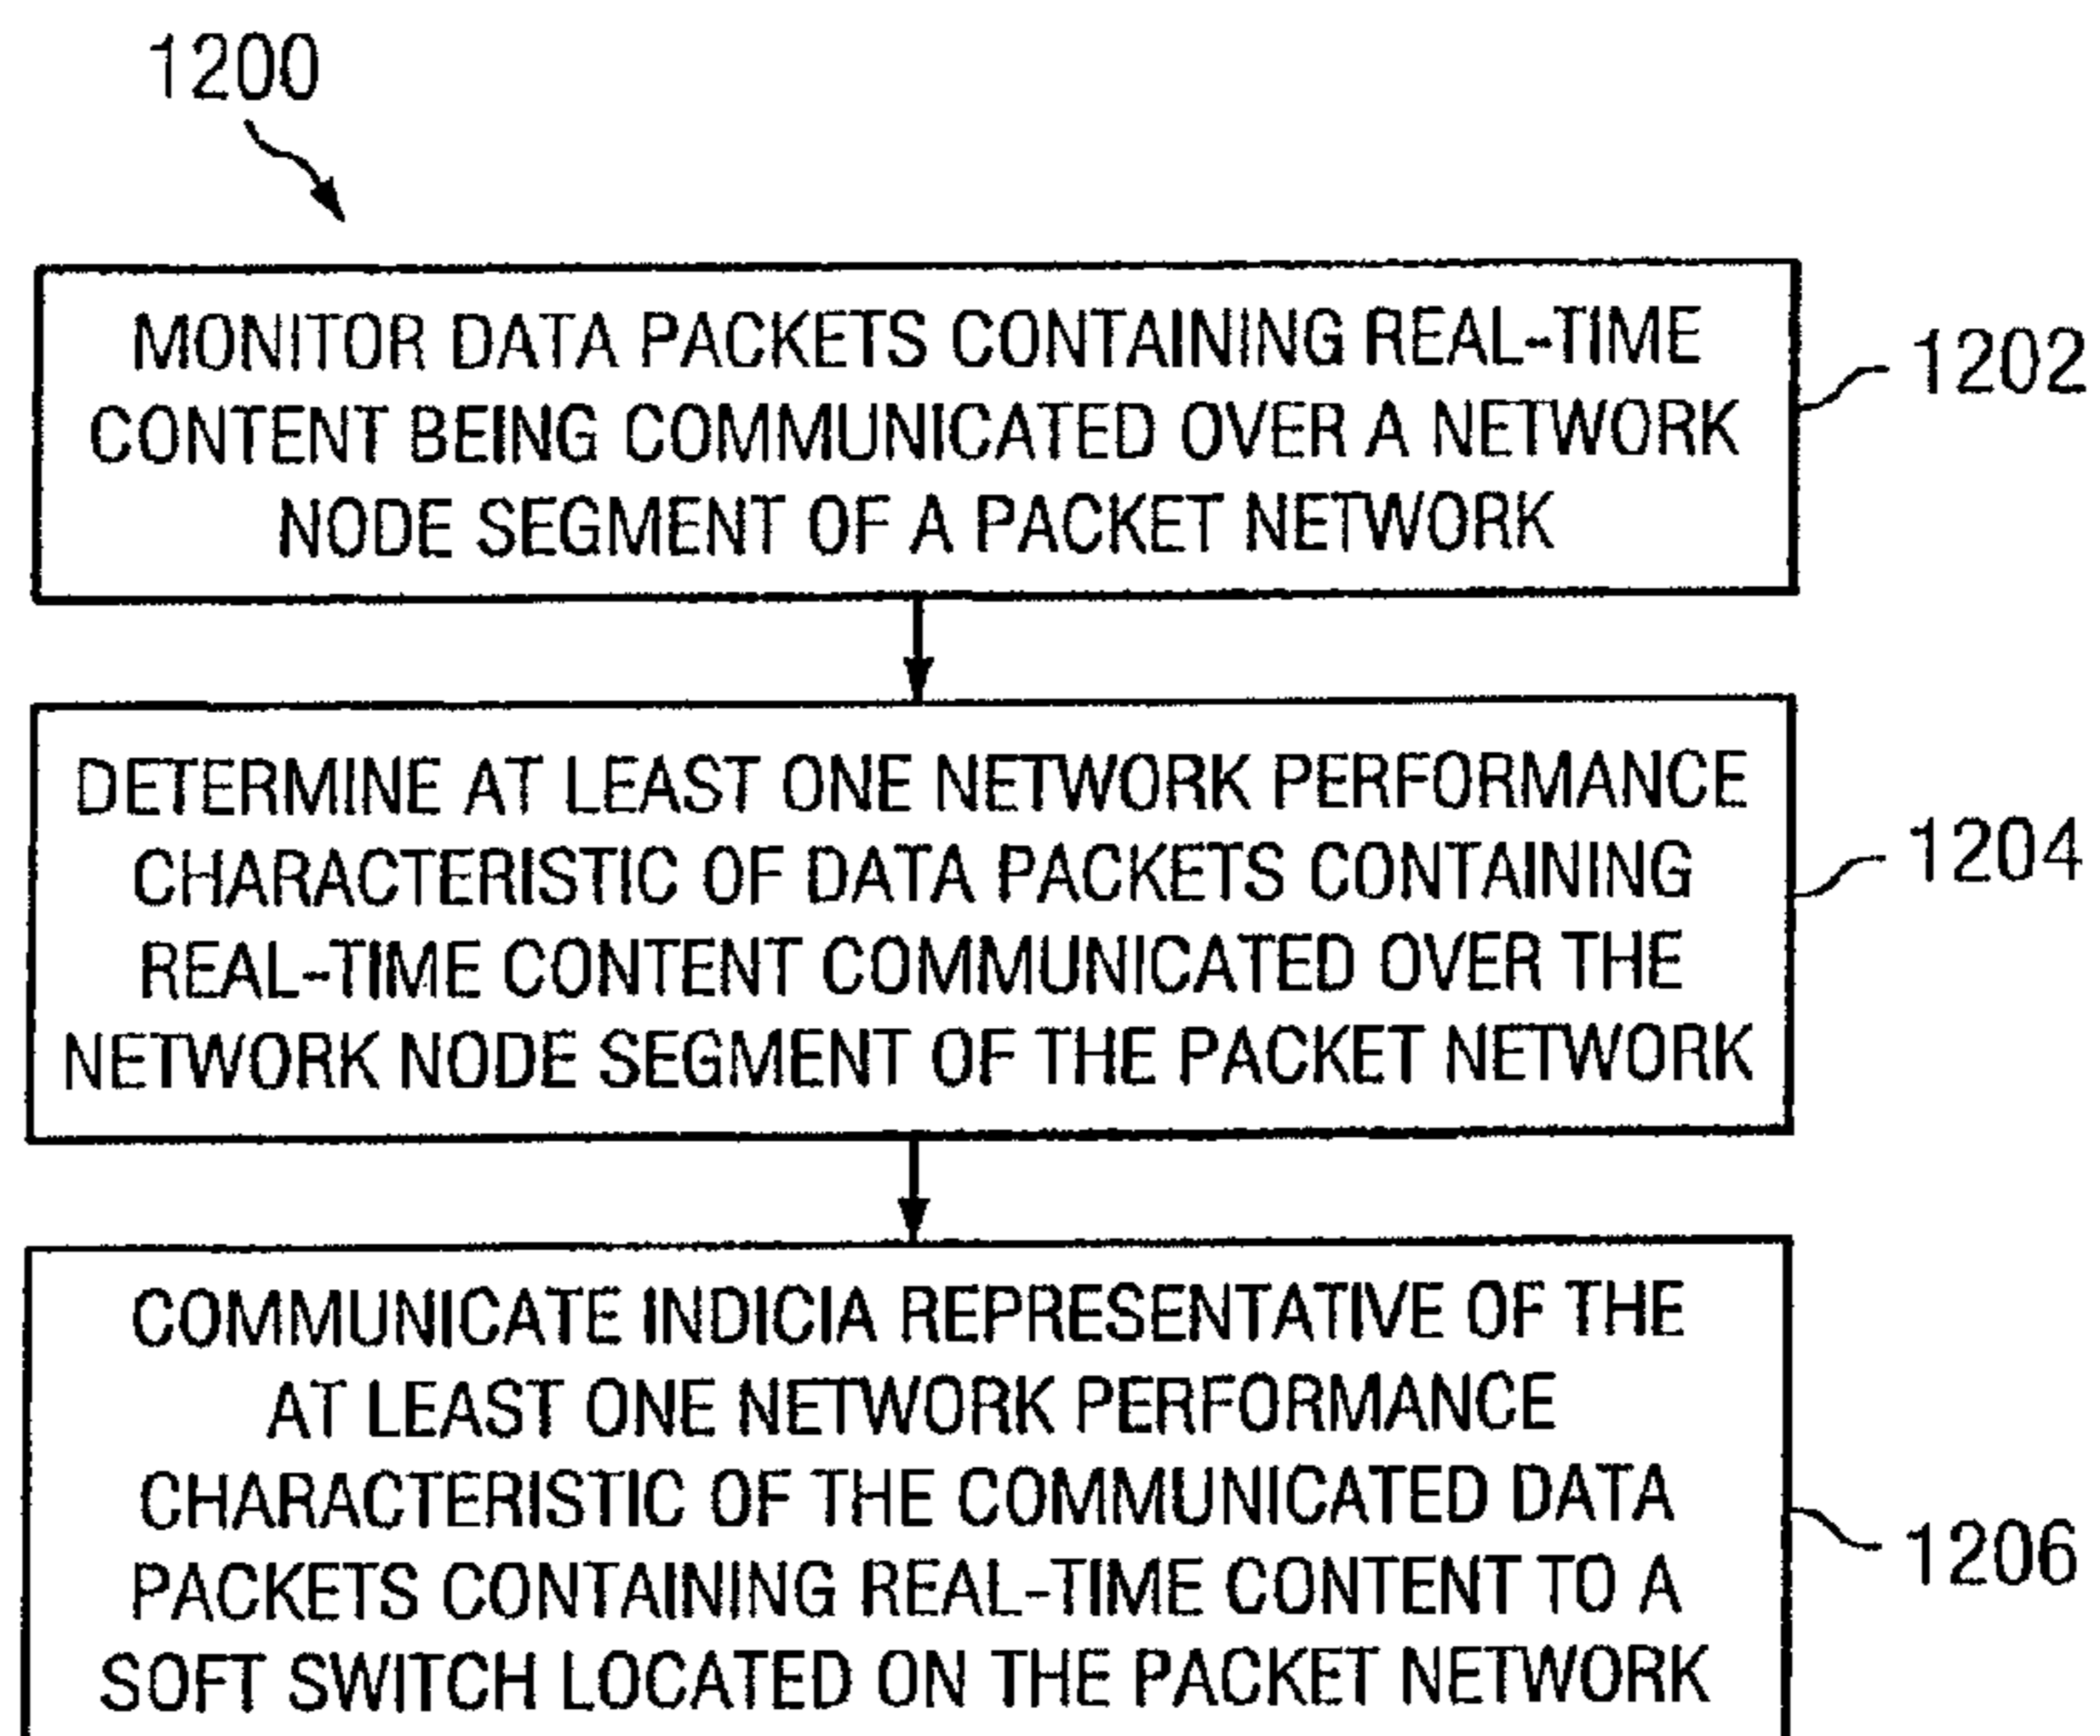 1200
MONITOR DATA PACKETS CONTAINING REAL-TIME
CONTENT BEING COMMUNICATED OVER A NETWORK
NODE SEGMENT OF A PACKET NETWORK
1202
DETERMINE AT LEAST ONE NETWORK PERFORMANCE
CHARACTERISTIC OF DATA PACKETS CONTAINING
REAL-TIME CONTENT COMMUNICATED OVER THE
NETWORK NODE SEGMENT OF THE PACKET NETWORK
1204
COMMUNICATE INDICIA REPRESENTATIVE OF THE
AT LEAST ONE NETWORK PERFORMANCE
CHARACTERISTIC OF THE COMMUNICATED DATA
PACKETS CONTAINING REAL-TIME CONTENT TO A
SOFT SWITCH LOCATED ON THE PACKET NETWORK
1206